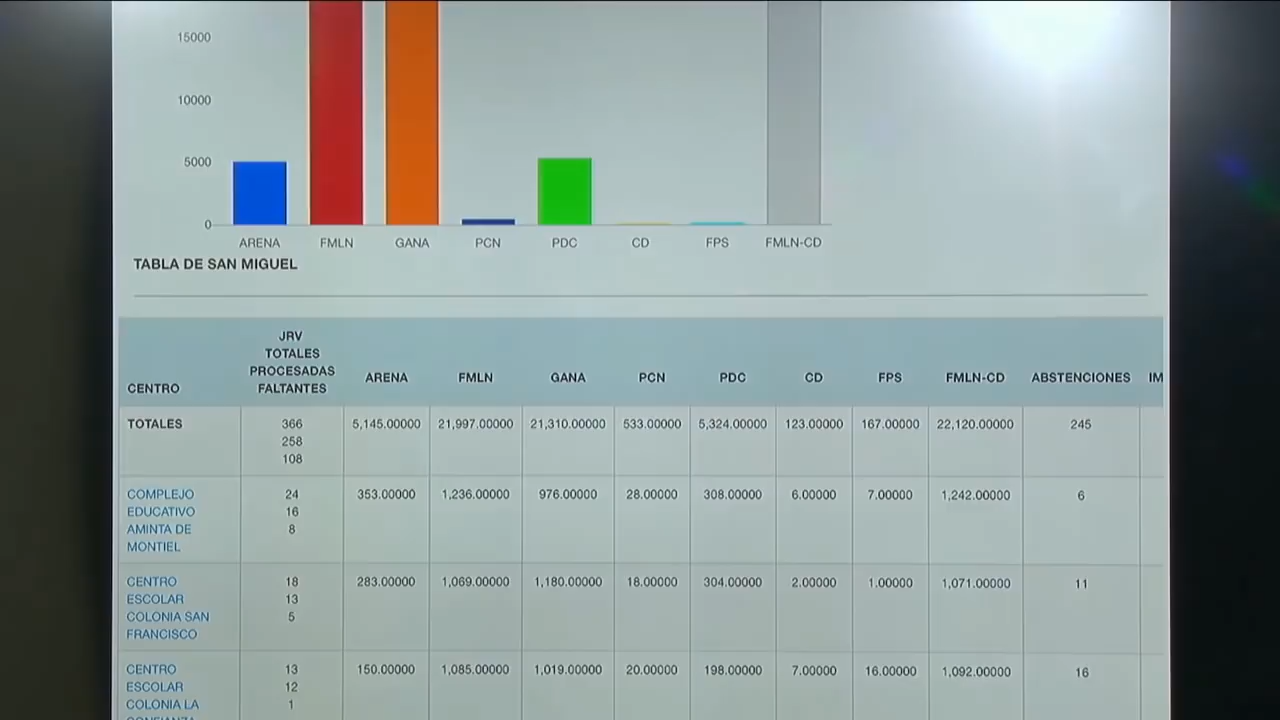 15000
10000
5000
0
ARENA FMLN GANA PCN PDC CD FPS FMLN-CD
TABLA DE SAN MIGUEL
CENTRO JRV TOTALES PROCESADAS FALTANTES ARENA FMLN GANA PCN PDC CD FPS FMLN-CD ABSTENCIONES IM
TOTALES 366 5,145.00000 21,997.00000 21,310.00000 533.00000 5,324.00000 123.00000 167.00000 22,120.00000 245
258
108
COMPLEJO 24 353.00000 1,236.00000 976.00000 28.00000 308.00000 6.00000 7.00000 1,242.00000 6
EDUCATIVO 16
AMINTA DE 8
MONTIEL
CENTRO 18 283.00000 1,069.00000 1,180.00000 18.00000 304.00000 2.00000 1.00000 1,071.00000 11
ESCOLAR 13
COLONIA SAN 5
FRANCISCO
CENTRO 13 150.00000 1,085.00000 1,019.00000 20.00000 198.00000 7.00000 16.00000 1,092.00000 16
ESCOLAR 12
COLONIA LA 1